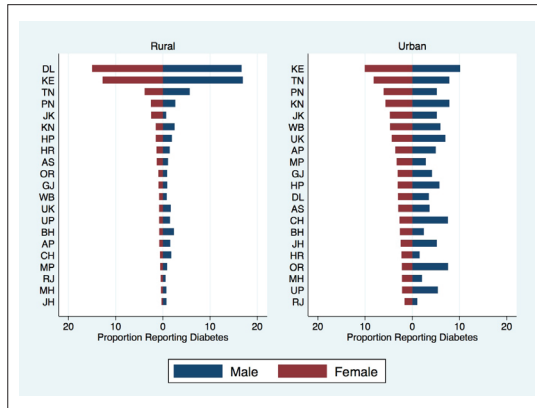 Rural
DL
KE
TN
PN
JK
KN
HP
HR
AS
OR
GJ
WB
UK
UP
BH
AP
CH
MP
RJ
MH
JH
20 10 0 10 20
Proportion Reporting Diabetes
Urban
KE
TN
PN
KN
JK
WB
UK
AP
MP
GJ
HP
DL
AS
CH
BH
JH
HR
OR
MH
UP
RJ
20 10 0 10 20
Proportion Reporting Diabetes
Male Female